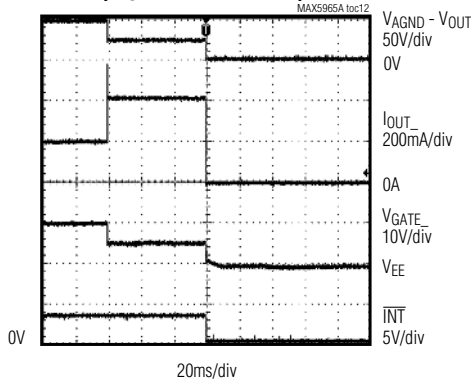 MAX5965A toc12
VAGND - VOUT
50V/div
0V
IOUT_
200mA/div
0A
VGATE_
10V/div
VEE
INT
5V/div
0V
20ms/div